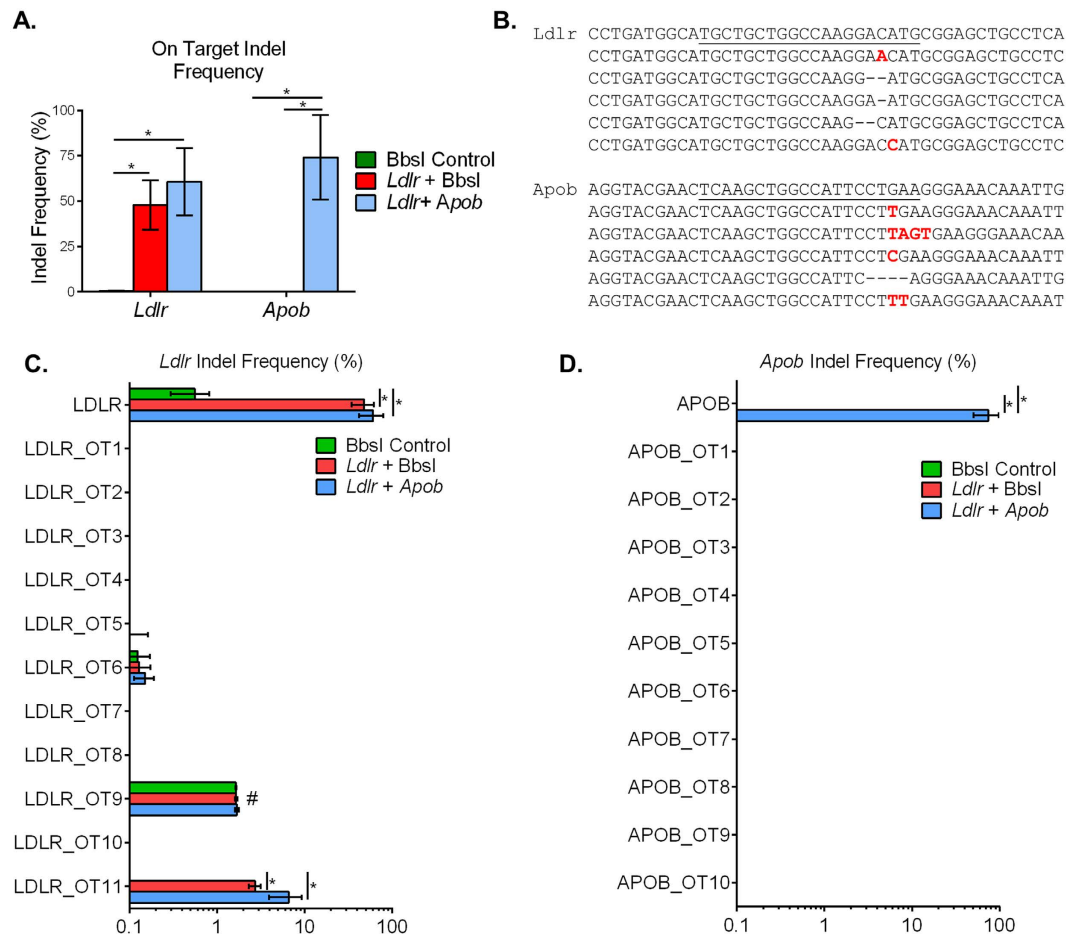 A.
On Target Indel
Frequency
Indel Frequency (%)
100
75
50
25
0
*
*
*
*
BbsI Control
Ldlr + BbsI
Ldlr+ Apob
Ldlr
Apob
B.
Ldlr CCTGATGGCATGCTGCTGGCCAAGGACATGCGGAGCTGCCTCA
CCTGATGGCATGCTGCTGGCCAAGGAACATGCGGAGCTGCCTC
CCTGATGGCATGCTGCTGGCCAAGG--ATGCGGAGCTGCCTCA
CCTGATGGCATGCTGCTGGCCAAGGA-ATGCGGAGCTGCCTCA
CCTGATGGCATGCTGCTGGCCAAG--CATGCGGAGCTGCCTCA
CCTGATGGCATGCTGCTGGCCAAGGACCATGCGGAGCTGCCTC
Apob AGGTACGAACTCAAGCTGGCCATTCCTGAAGGGAAACAAATTG
AGGTACGAACTCAAGCTGGCCATTCCTTGAAGGGAAACAAATT
AGGTACGAACTCAAGCTGGCCATTCCTTAGTGAAGGGAAACAA
AGGTACGAACTCAAGCTGGCCATTCCTCGAAGGGAAACAAATT
AGGTACGAACTCAAGCTGGCCATTC----AGGGAAACAAATTG
AGGTACGAACTCAAGCTGGCCATTCCTTTGAAGGGAAACAAAT
C.
Ldlr Indel Frequency (%)
LDLR
* *
LDLR_OT1
LDLR_OT2
LDLR_OT3
LDLR_OT4
LDLR_OT5
LDLR_OT6
LDLR_OT7
LDLR_OT8
LDLR_OT9
#
LDLR_OT10
LDLR_OT11
* *
BbsI Control
Ldlr + BbsI
Ldlr + Apob
0.1 1 10 100
D.
Apob Indel Frequency (%)
APOB
* *
APOB_OT1
APOB_OT2
APOB_OT3
APOB_OT4
APOB_OT5
APOB_OT6
APOB_OT7
APOB_OT8
APOB_OT9
APOB_OT10
BbsI Control
Ldlr + BbsI
Ldlr + Apob
0.1 1 10 100